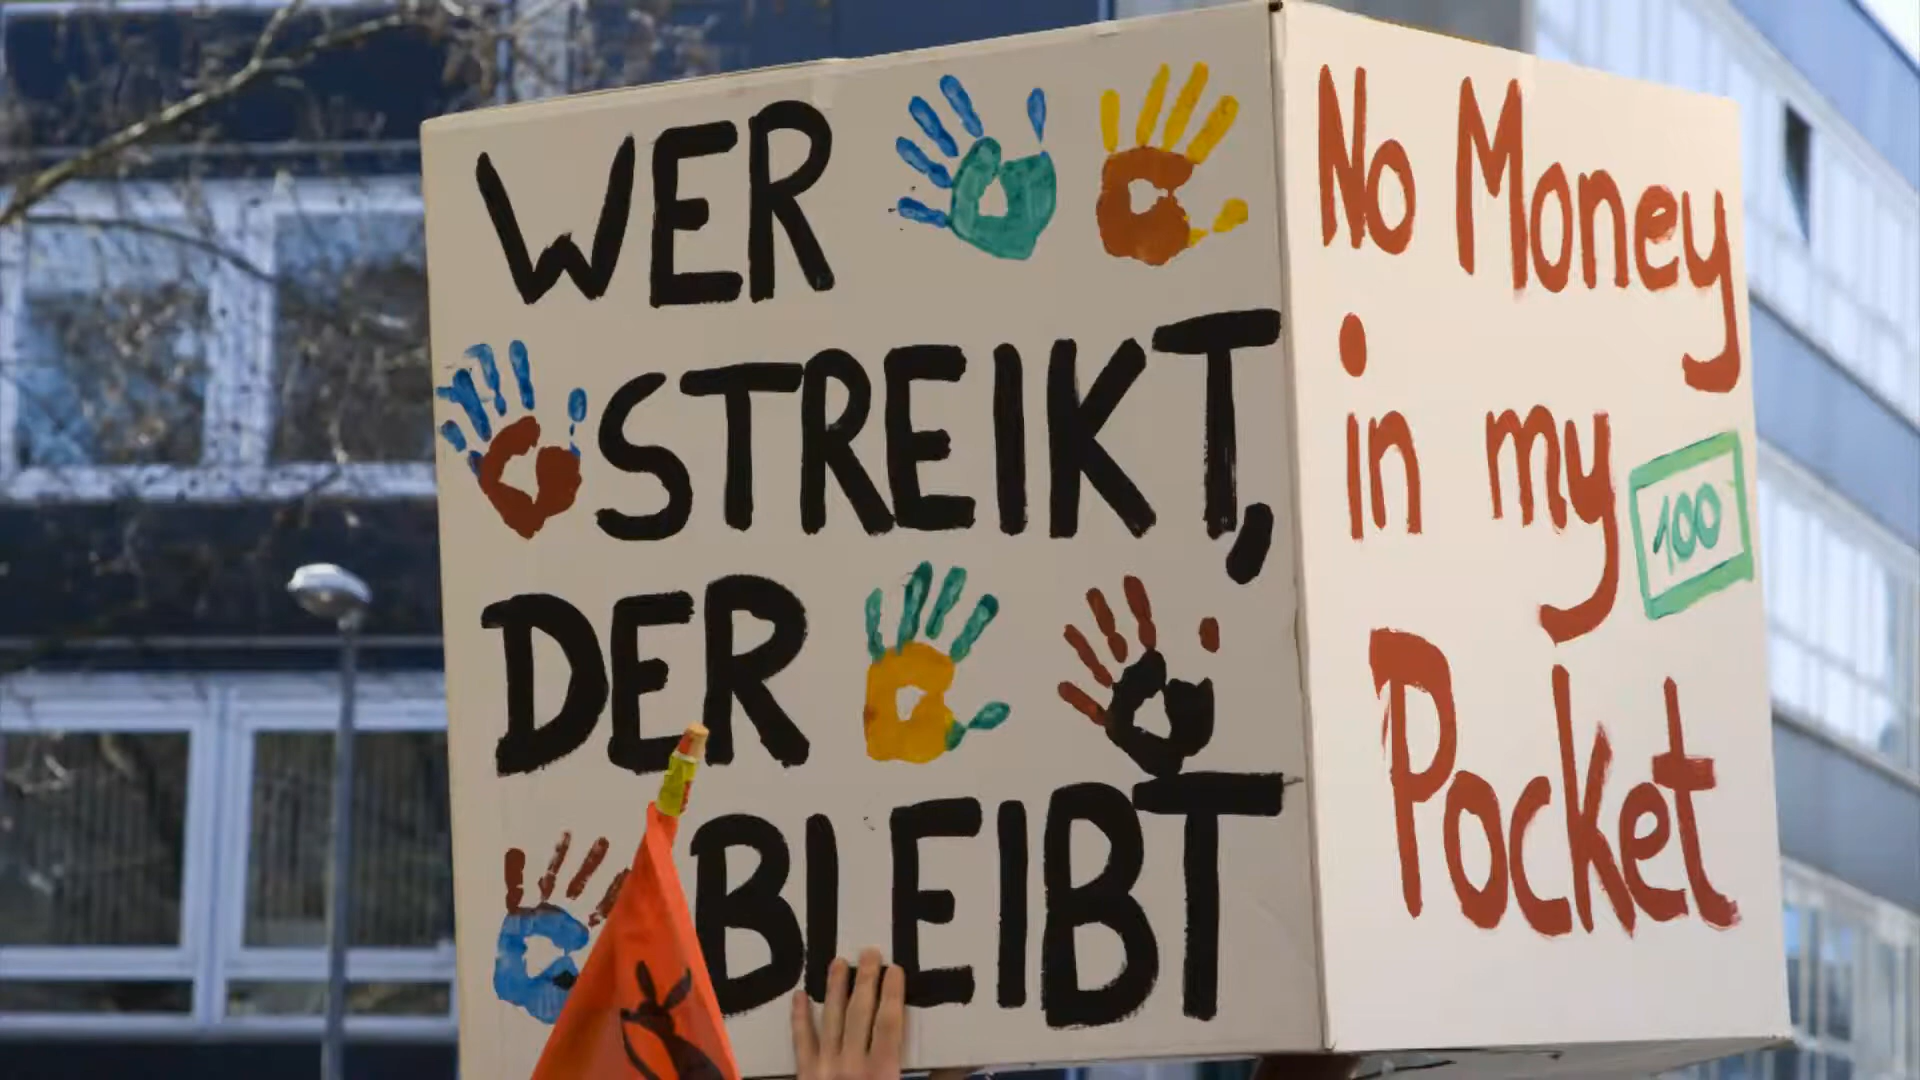 WER
STREIKT,
DER
BLEIBT
No Money
in my
100
Pocket